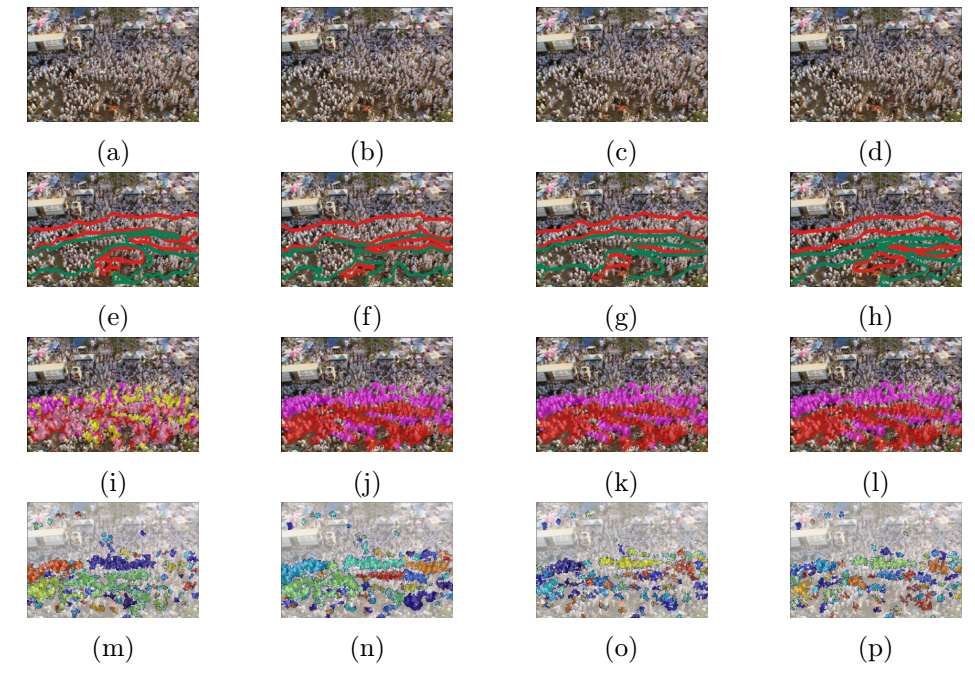 (a) (b) (c) (d)
(e) (f) (g) (h)
(i) (j) (k) (l)
(m) (n) (o) (p)